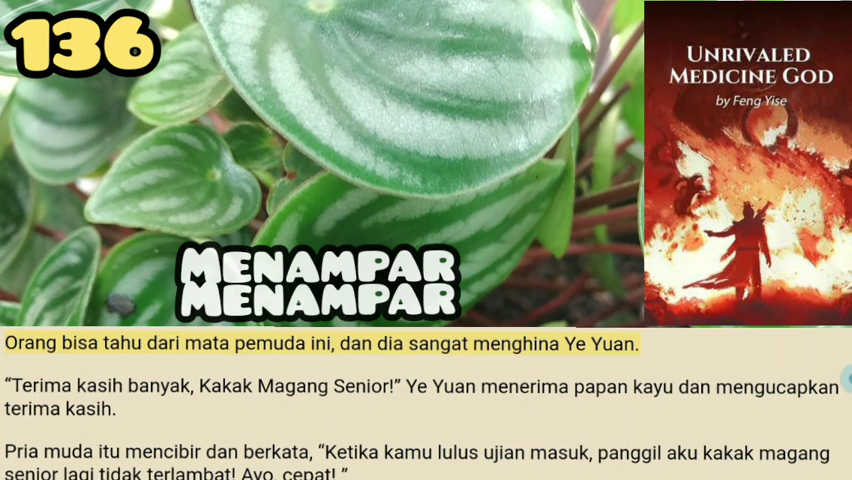 136
UNRIVALED
MEDICINE GOD
by Feng Yise
MENAMPAR
MENAMPAR
Orang bisa tahu dari mata pemuda ini, dan dia sangat menghina Ye Yuan.
“Terima kasih banyak, Kakak Magang Senior!” Ye Yuan menerima papan kayu dan mengucapkan
terima kasih.
Pria muda itu mencibir dan berkata, “Ketika kamu lulus ujian masuk, panggil aku kakak magang
senior lagi tidak terlambat! Ayo, cepat! ”